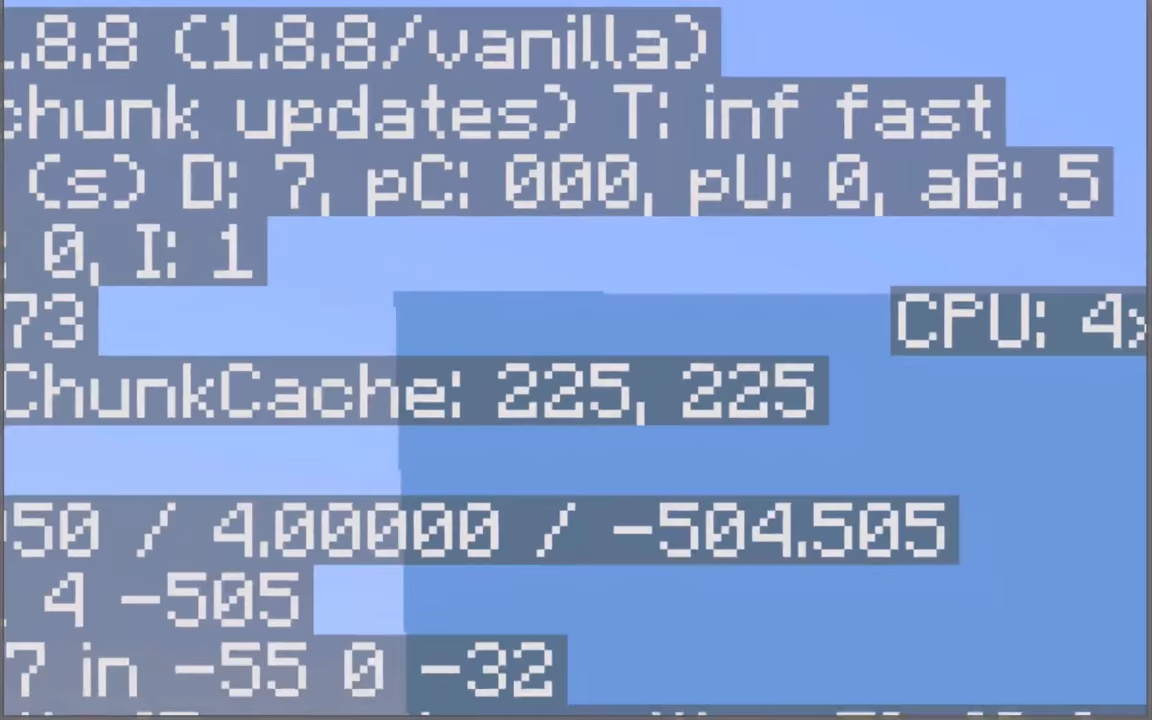 .8.8 (1.8.8/vanilla)
chunk updates) T: inf fast
(s) D: 7, pC: 000, pU: 0, aB: 5
: 0, I: 1
73
CPU: 4x
ChunkCache: 225, 225
50 / 4.00000 / -504.505
4 -505
7 in -55 0 -32